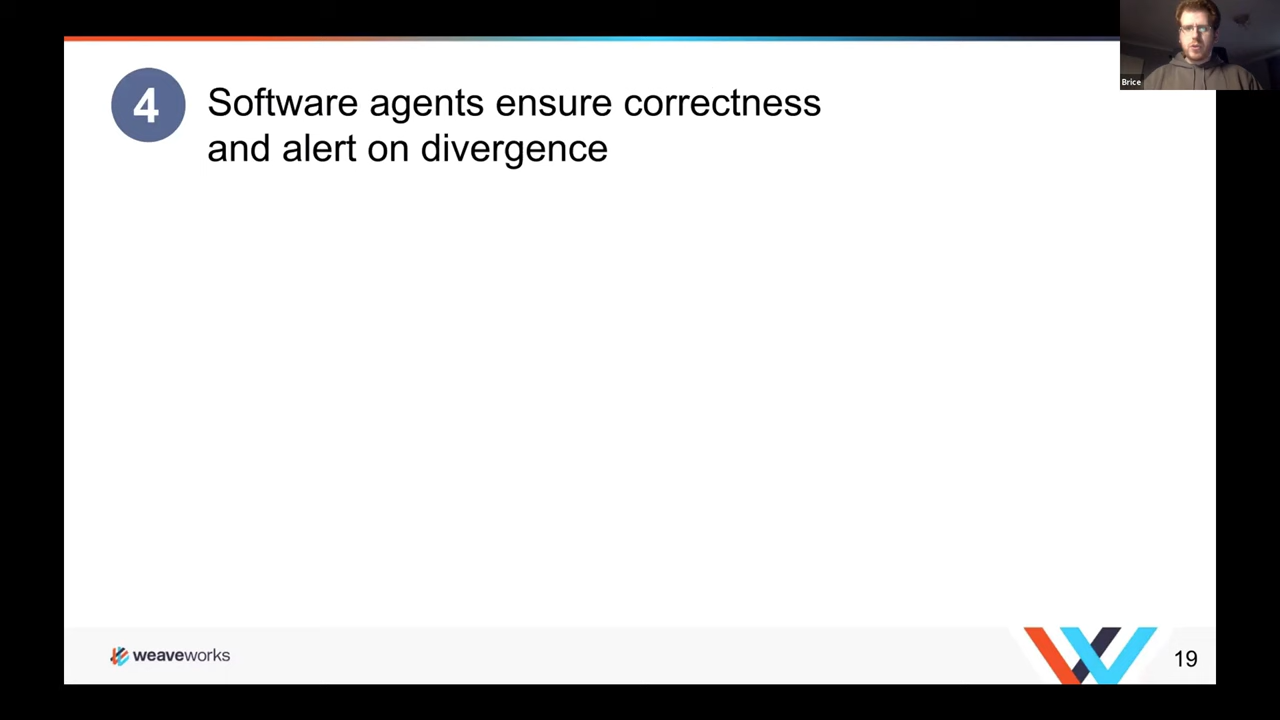 Brice
4
Software agents ensure correctness
and alert on divergence
weaveworks
19